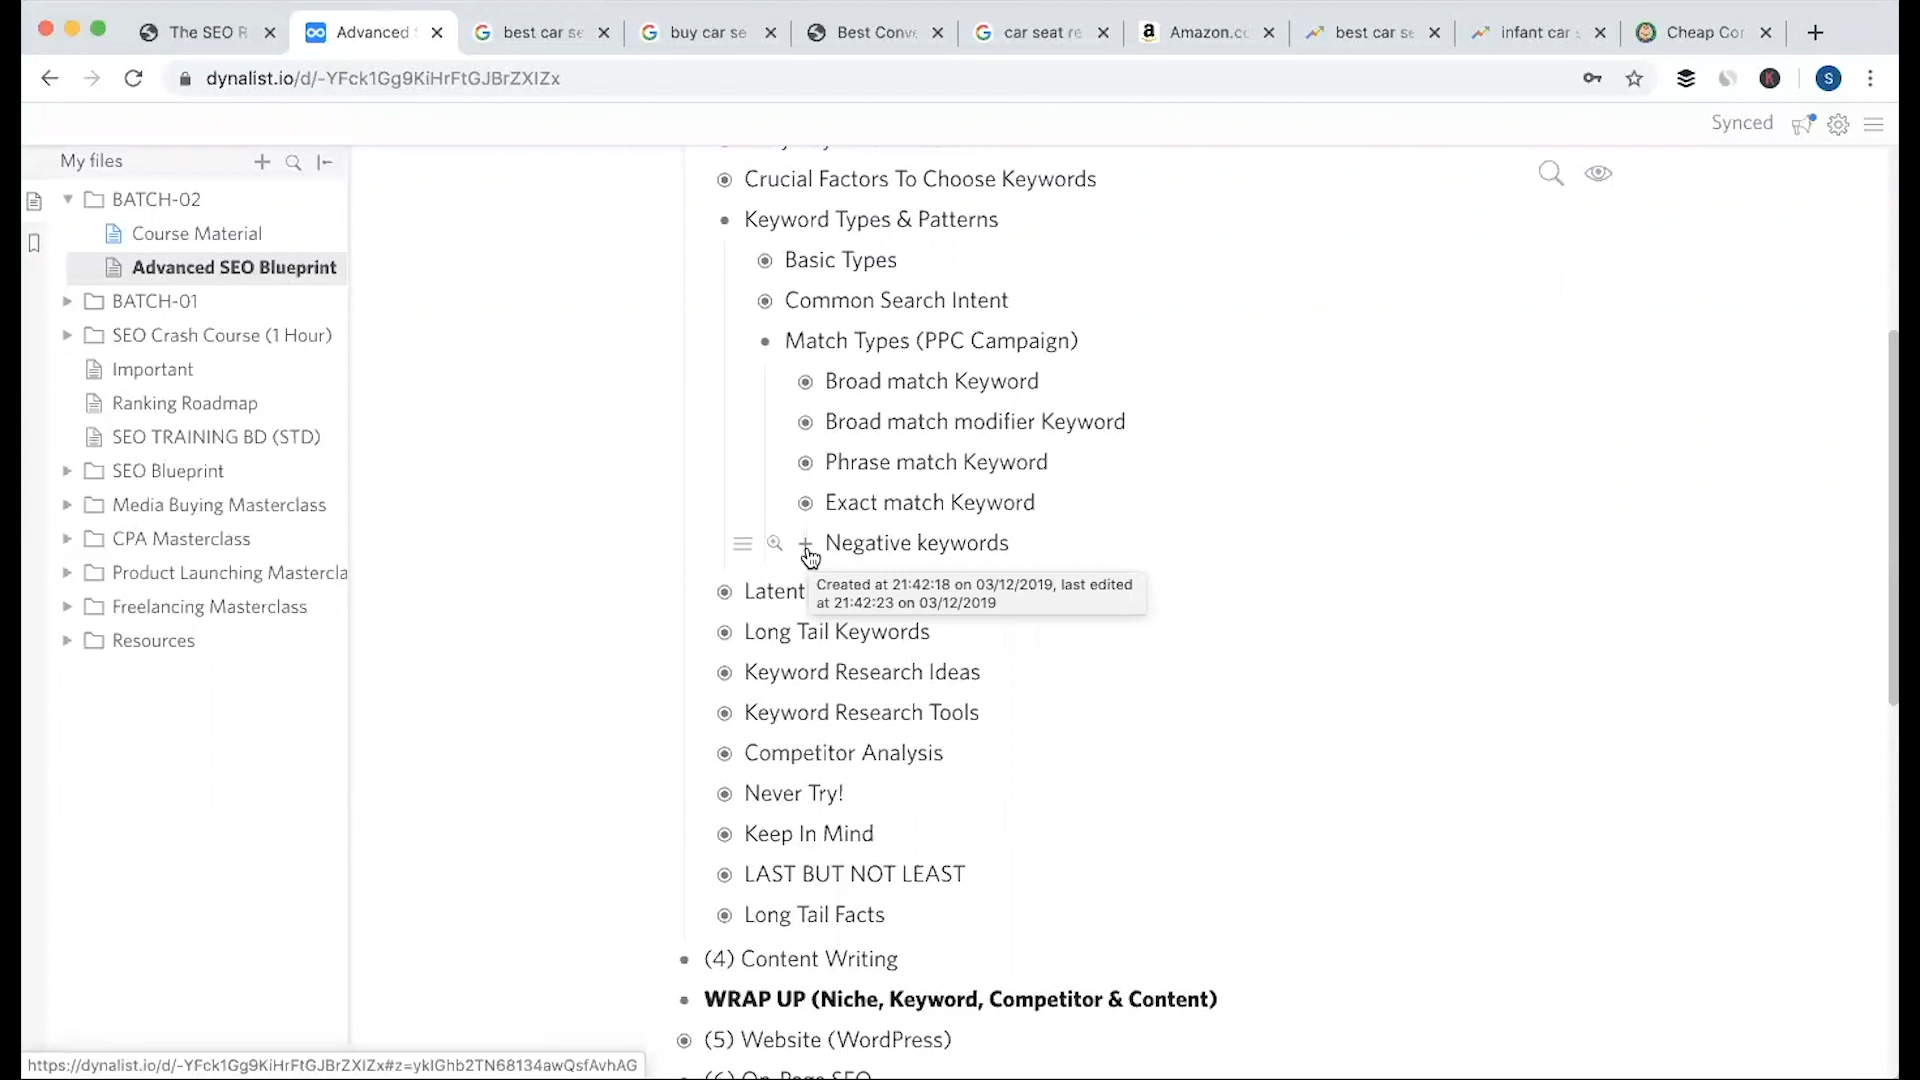 The SEO R
Advanced
best car se
buy car se
Best Conv
car seat re
Amazon.co
best car se
infant car
Cheap Cor
dynalist.io/d/-YFck1Gg9KiHrFtGJBrZXIZx
S
Synced
My files
BATCH-02
Course Material
Advanced SEO Blueprint
BATCH-01
SEO Crash Course (1 Hour)
Important
Ranking Roadmap
SEO TRAINING BD (STD)
SEO Blueprint
Media Buying Masterclass
CPA Masterclass
Product Launching Mastercla
Freelancing Masterclass
Resources
Crucial Factors To Choose Keywords
Keyword Types & Patterns
Basic Types
Common Search Intent
Match Types (PPC Campaign)
Broad match Keyword
Broad match modifier Keyword
Phrase match Keyword
Exact match Keyword
Negative keywords
Created at 21:42:18 on 03/12/2019, last edited
at 21:42:23 on 03/12/2019
Latent
Long Tail Keywords
Keyword Research Ideas
Keyword Research Tools
Competitor Analysis
Never Try!
Keep In Mind
LAST BUT NOT LEAST
Long Tail Facts
(4) Content Writing
WRAP UP (Niche, Keyword, Competitor & Content)
(5) Website (WordPress)
(6) On-Page SEO
https://dynalist.io/d/-YFck1Gg9KiHrFtGJBrZXIZx#z=yklGhb2TN68134awQsfAvhAG